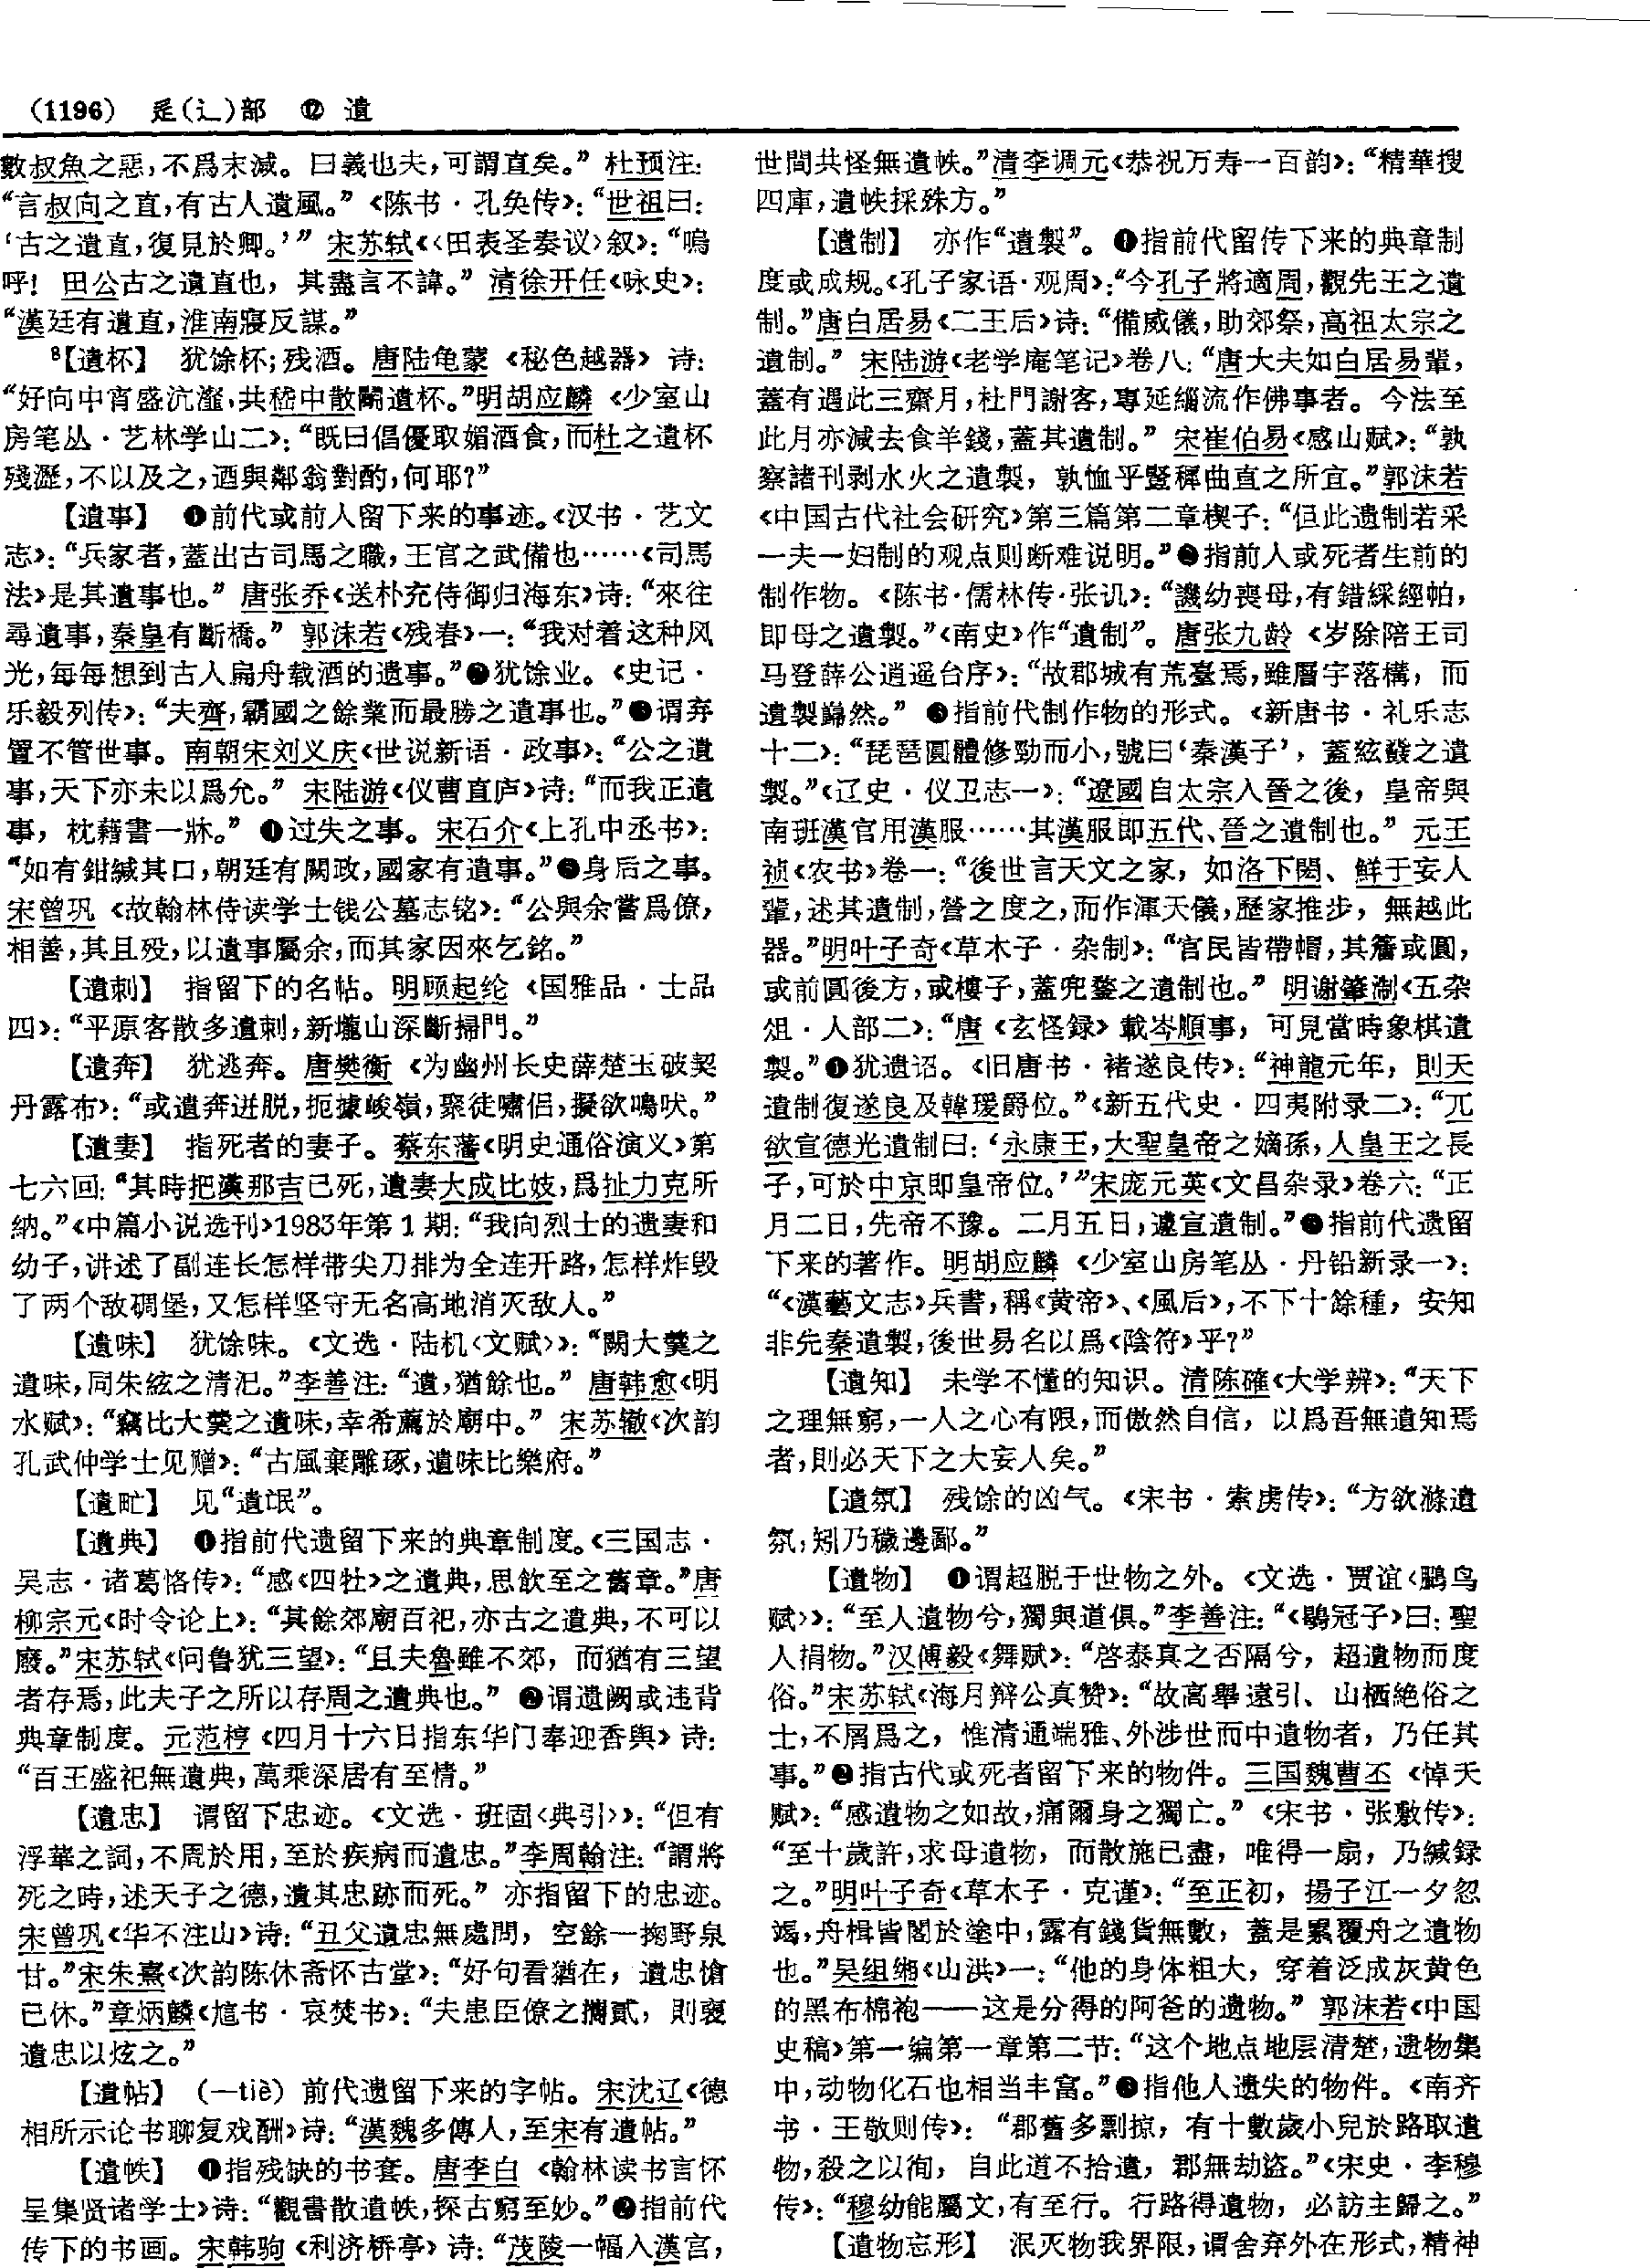 (1196) 辵(辶)部 ⑫ 遺
數叔魚之惡,不爲末減。曰義也夫,可謂直矣。”杜预注:
“言叔向之直,有古人遺風。”《陈书·孔奂传》:“世祖曰:
‘古之遺直,復見於卿。’”宋苏轼《〈田表圣奏议〉叙》:“嗚
呼!田公古之遺直也,其盡言不諱。”清徐开任《咏史》:
“漢廷有遺直,淮南寢反謀。”
8【遺杯】 犹馀杯;残酒。唐陆龟蒙《秘色越器》诗:
“好向中宵盛沆瀣,共嵇中散鬭遺杯。”明胡应麟《少室山
房笔丛·艺林学山二》:“既曰倡優取媚酒食,而杜之遺杯
殘瀝,不以及之,迺與鄰翁對酌,何耶?”
【遺事】 ❶前代或前人留下来的事迹。《汉书·艺文
志》:“兵家者,蓋出古司馬之職,王官之武備也……《司馬
法》是其遺事也。”唐张乔《送朴充侍御归海东》诗:“來往
尋遺事,秦皇有斷橋。”郭沫若《残春》一:“我对着这种风
光,每每想到古人扁舟载酒的遗事。”❷犹馀业。《史记·
乐毅列传》:“夫齊,霸國之餘業而最勝之遺事也。”❸谓弃
置不管世事。南朝宋刘义庆《世说新语·政事》:“公之遺
事,天下亦未以爲允。”宋陆游《仪曹直庐》诗:“而我正遺
事,枕藉書一牀。”❹过失之事。宋石介《上孔中丞书》:
“如有鉗緘其口,朝廷有闕政,國家有遺事。”❺身后之事。
宋曾巩《故翰林侍读学士钱公墓志铭》:“公與余嘗爲僚,
相善,其且殁,以遺事屬余,而其家因來乞銘。”
【遺刺】 指留下的名帖。明顾起纶《国雅品·士品
四》:“平原客散多遺刺,新壠山深斷掃門。”
【遺奔】 犹逃奔。唐樊衡《为幽州长史薛楚玉破契
丹露布》:“或遺奔迸脱,扼據峻嶺,聚徒嘯侣,擬欲鳴吠。”
【遺妻】 指死者的妻子。蔡东藩《明史通俗演义》第
七六回:“其時把漢那吉已死,遺妻大成比妓,爲扯力克所
納。”《中篇小说选刊》1983年第1期:“我向烈士的遗妻和
幼子,讲述了副连长怎样带尖刀排为全连开路,怎样炸毁
了两个敌碉堡,又怎样坚守无名高地消灭敌人。”
【遺味】 犹馀味。《文选·陆机〈文赋〉》:“闕大羹之
遺味,同朱絃之清汜。”李善注:“遺,猶餘也。”唐韩愈《明
水赋》:“竊比大羹之遺味,幸希薦於廟中。”宋苏辙《次韵
孔武仲学士见赠》:“古風棄雕琢,遺味比樂府。”
【遺甿】 见“遺氓”。
【遺典】 ❶指前代遗留下来的典章制度。《三国志·
吴志·诸葛恪传》:“感《四牡》之遺典,思飲至之舊章。”唐
柳宗元《时令论上》:“其餘郊廟百祀,亦古之遺典,不可以
廢。”宋苏轼《问鲁犹三望》:“且夫魯雖不郊,而猶有三望
者存焉,此夫子之所以存周之遺典也。”❷谓遗阙或违背
典章制度。元范梈《四月十六日指东华门奉迎香舆》诗:
“百王盛祀無遺典,萬乘深居有至情。”
【遺忠】 谓留下忠迹。《文选·班固〈典引〉》:“但有
浮華之詞,不周於用,至於疾病而遺忠。”李周翰注:“謂將
死之時,述天子之德,遺其忠跡而死。”亦指留下的忠迹。
宋曾巩《华不注山》诗:“丑父遺忠無處問,空餘一掬野泉
甘。”宋朱熹《次韵陈休斋怀古堂》:“好句看猶在,遺忠愴
已休。”章炳麟《訄书·哀焚书》:“夫患臣僚之攜貳,則褒
遺忠以炫之。”
【遺帖】 (—tiè) 前代遗留下来的字帖。宋沈辽《德
相所示论书聊复戏酬》诗:“漢魏多傳人,至宋有遺帖。”
【遺帙】 ❶指残缺的书套。唐李白《翰林读书言怀
呈集贤诸学士》诗:“觀書散遺帙,探古窮至妙。”❷指前代
传下的书画。宋韩驹《利济桥亭》诗:“茂陵一幅入漢宫,
世間共怪無遺帙。”清李调元《恭祝万寿一百韵》:“精華搜
四庫,遺帙採殊方。”
【遺制】 亦作“遺製”。❶指前代留传下来的典章制
度或成规。《孔子家语·观周》:“今孔子將適周,觀先王之遺
制。”唐白居易《二王后》诗:“備威儀,助郊祭,高祖太宗之
遺制。”宋陆游《老学庵笔记》卷八:“唐大夫如白居易輩,
蓋有遇此三齋月,杜門謝客,專延緇流作佛事者。今法至
此月亦減去食羊錢,蓋其遺制。”宋崔伯易《感山赋》:“孰
察諸刊剥水火之遺製,孰恤乎豎穉曲直之所宜。”郭沫若
《中国古代社会研究》第三篇第二章楔子:“但此遗制若采
一夫一妇制的观点则断难说明。”❷指前人或死者生前的
制作物。《陈书·儒林传·张讥》:“譏幼喪母,有錯綵經帕,
即母之遺製。”《南史》作“遺制”。唐张九龄《岁除陪王司
马登薛公逍遥台序》:“故郡城有荒臺焉,雖層宇落構,而
遺製巋然。”❸指前代制作物的形式。《新唐书·礼乐志
十二》:“琵琶圓體修勁而小,號曰‘秦漢子’,蓋絃鼗之遺
製。”《辽史·仪卫志一》:“遼國自太宗入晉之後,皇帝與
南班漢官用漢服……其漢服即五代、晉之遺制也。”元王
祯《农书》卷一:“後世言天文之家,如洛下閎、鮮于妄人
輩,述其遺制,營之度之,而作渾天儀,歷家推步,無越此
器。”明叶子奇《草木子·杂制》:“官民皆帶帽,其簷或圓,
或前圓後方,或樓子,蓋兜鍪之遺制也。”明谢肇淛《五杂
俎·人部二》:“唐《玄怪録》載岑順事,可見當時象棋遺
製。”❹犹遗诏。《旧唐书·褚遂良传》:“神龍元年,則天
遺制復遂良及韓瑗爵位。”《新五代史·四夷附录二》:“兀
欲宣德光遺制曰:‘永康王,大聖皇帝之嫡孫,人皇王之長
子,可於中京即皇帝位。’”宋庞元英《文昌杂录》卷六:“正
月二日,先帝不豫。二月五日,遽宣遺制。”❺指前代遗留
下来的著作。明胡应麟《少室山房笔丛·丹铅新录一》:
“《漢藝文志》兵書,稱《黄帝》、《風后》,不下十餘種,安知
非先秦遺製,後世易名以爲《陰符》乎?”
【遺知】 未学不懂的知识。清陈確《大学辨》:“天下
之理無窮,一人之心有限,而傲然自信,以爲吾無遺知焉
者,則必天下之大妄人矣。”
【遺氛】 残馀的凶气。《宋书·索虏传》:“方欲滌遺
氛,矧乃穢邊鄙。”
【遺物】 ❶谓超脱于世物之外。《文选·贾谊〈鵩鸟
赋〉》:“至人遺物兮,獨與道俱。”李善注:“《鶡冠子》曰:聖
人捐物。”汉傅毅《舞赋》:“啓泰真之否隔兮,超遺物而度
俗。”宋苏轼《海月辩公真赞》:“故高舉遠引、山栖絶俗之
士,不屑爲之,惟清通端雅、外涉世而中遺物者,乃任其
事。”❷指古代或死者留下来的物件。三国魏曹丕《悼夭
赋》:“感遺物之如故,痛爾身之獨亡。”《宋书·张敷传》:
“至十歲許,求母遺物,而散施已盡,唯得一扇,乃緘録
之。”明叶子奇《草木子·克谨》:“至正初,揚子江一夕忽
竭,舟楫皆閣於塗中,露有錢貨無數,蓋是累覆舟之遺物
也。”吴组缃《山洪》一:“他的身体粗大,穿着泛成灰黄色
的黑布棉袍——这是分得的阿爸的遗物。”郭沫若《中国
史稿》第一编第一章第二节:“这个地点地层清楚,遗物集
中,动物化石也相当丰富。”❸指他人遗失的物件。《南齐
书·王敬则传》:“郡舊多剽掠,有十數歲小兒於路取遺
物,殺之以徇,自此道不拾遺,郡無劫盗。”《宋史·李穆
传》:“穆幼能屬文,有至行。行路得遺物,必訪主歸之。”
【遺物忘形】 泯灭物我界限,谓舍弃外在形式,精神